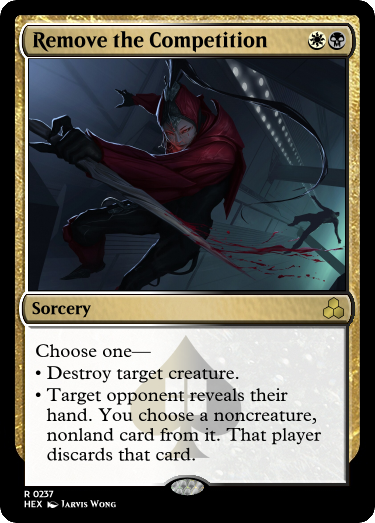 Remove the Competition
Sorcery
Choose one—
• Destroy target creature.
• Target opponent reveals their
hand. You choose a noncreature,
nonland card from it. That player
discards that card.
R 0237
HEX Jarvis Wong